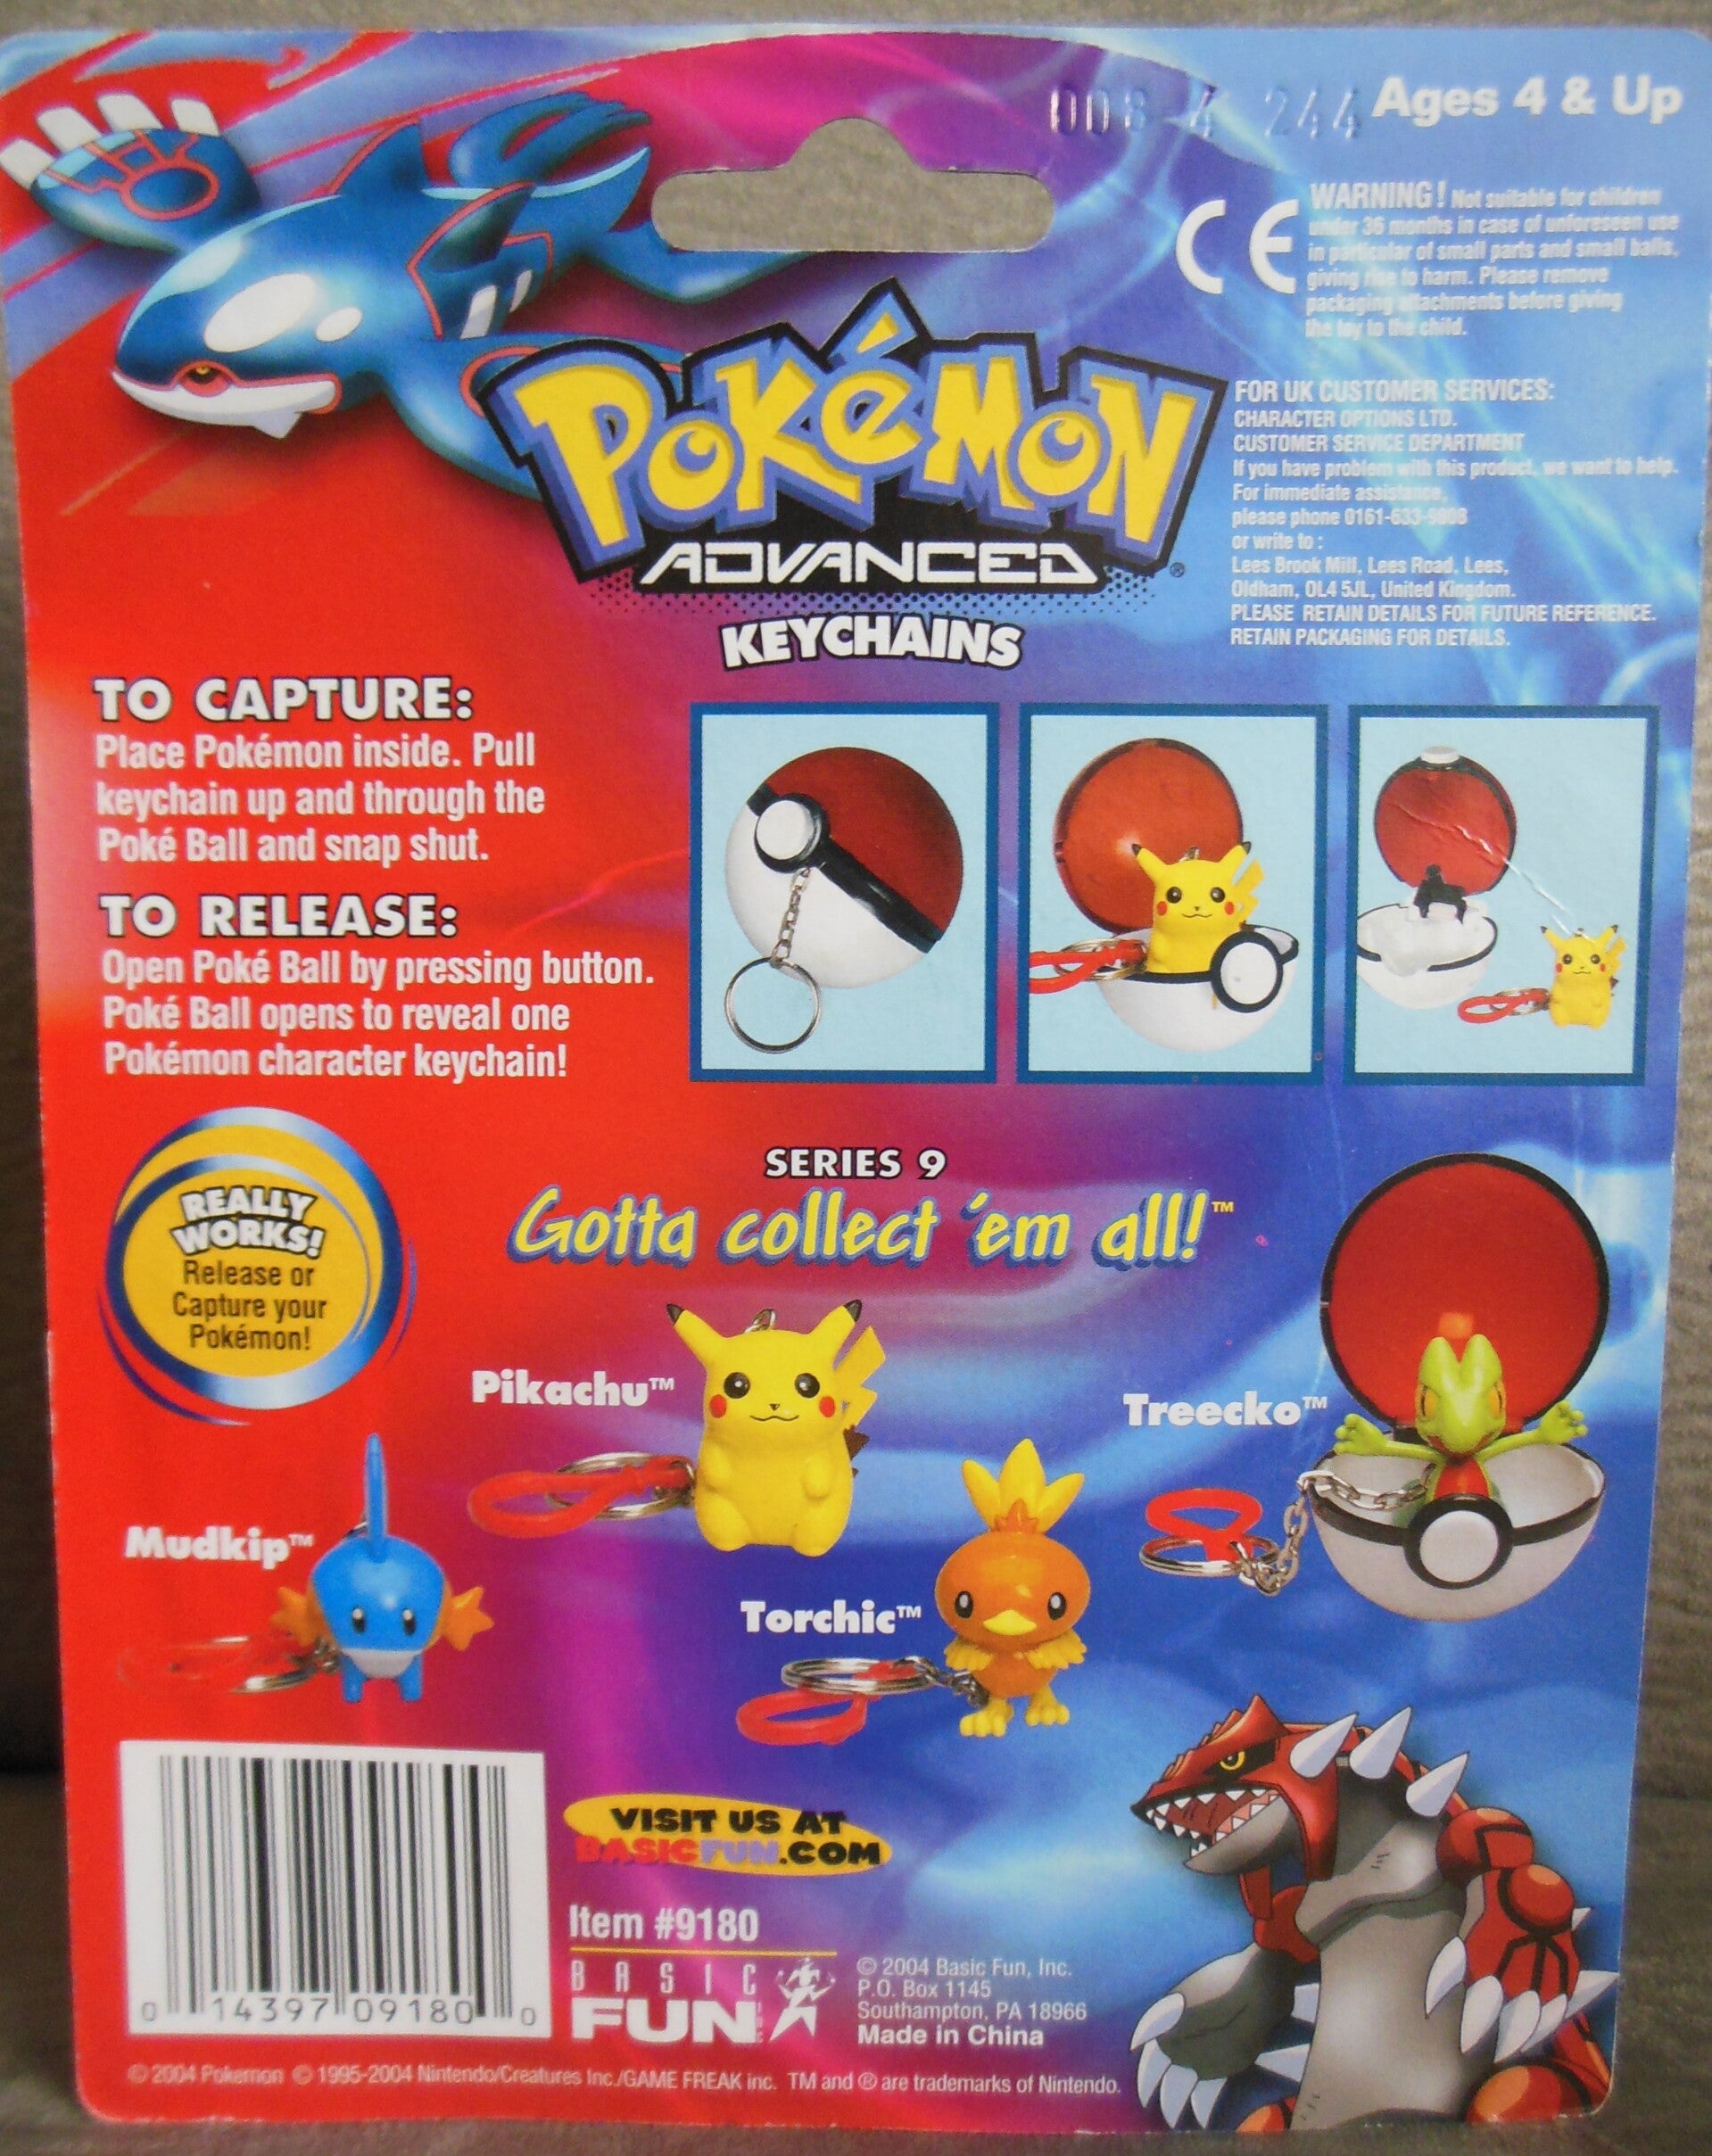 008-4 244
Ages 4 & Up
CE
WARNING! Not suitable for children
under 36 months in case of unforeseen use
in particular of small parts and small balls,
giving rise to harm. Please remove
packaging attachments before giving
the toy to the child.
POKéMON
ADVANCED
®
KEYCHAINS
FOR UK CUSTOMER SERVICES:
CHARACTER OPTIONS LTD.
CUSTOMER SERVICE DEPARTMENT
If you have problem with this product, we want to help.
For immediate assistance,
please phone 0161-633-9808
or write to :
Lees Brook Mill, Lees Road, Lees,
Oldham, OL4 5JL, United Kingdom.
PLEASE RETAIN DETAILS FOR FUTURE REFERENCE.
RETAIN PACKAGING FOR DETAILS.
TO CAPTURE:
Place Pokémon inside. Pull
keychain up and through the
Poké Ball and snap shut.
TO RELEASE:
Open Poké Ball by pressing button.
Poké Ball opens to reveal one
Pokémon character keychain!
REALLY
WORKS!
Release or
Capture your
Pokémon!
SERIES 9
Gotta collect 'em all!™
Pikachu™
Treecko™
Mudkip™
Torchic™
VISIT US AT
BASICFUN.COM
Item #9180
BASIC
FUN
INC
© 2004 Basic Fun, Inc.
P.O. Box 1145
Southampton, PA 18966
Made in China
0 14397 09180 0
© 2004 Pokemon © 1995-2004 Nintendo/Creatures Inc./GAME FREAK inc. TM and ® are trademarks of Nintendo.